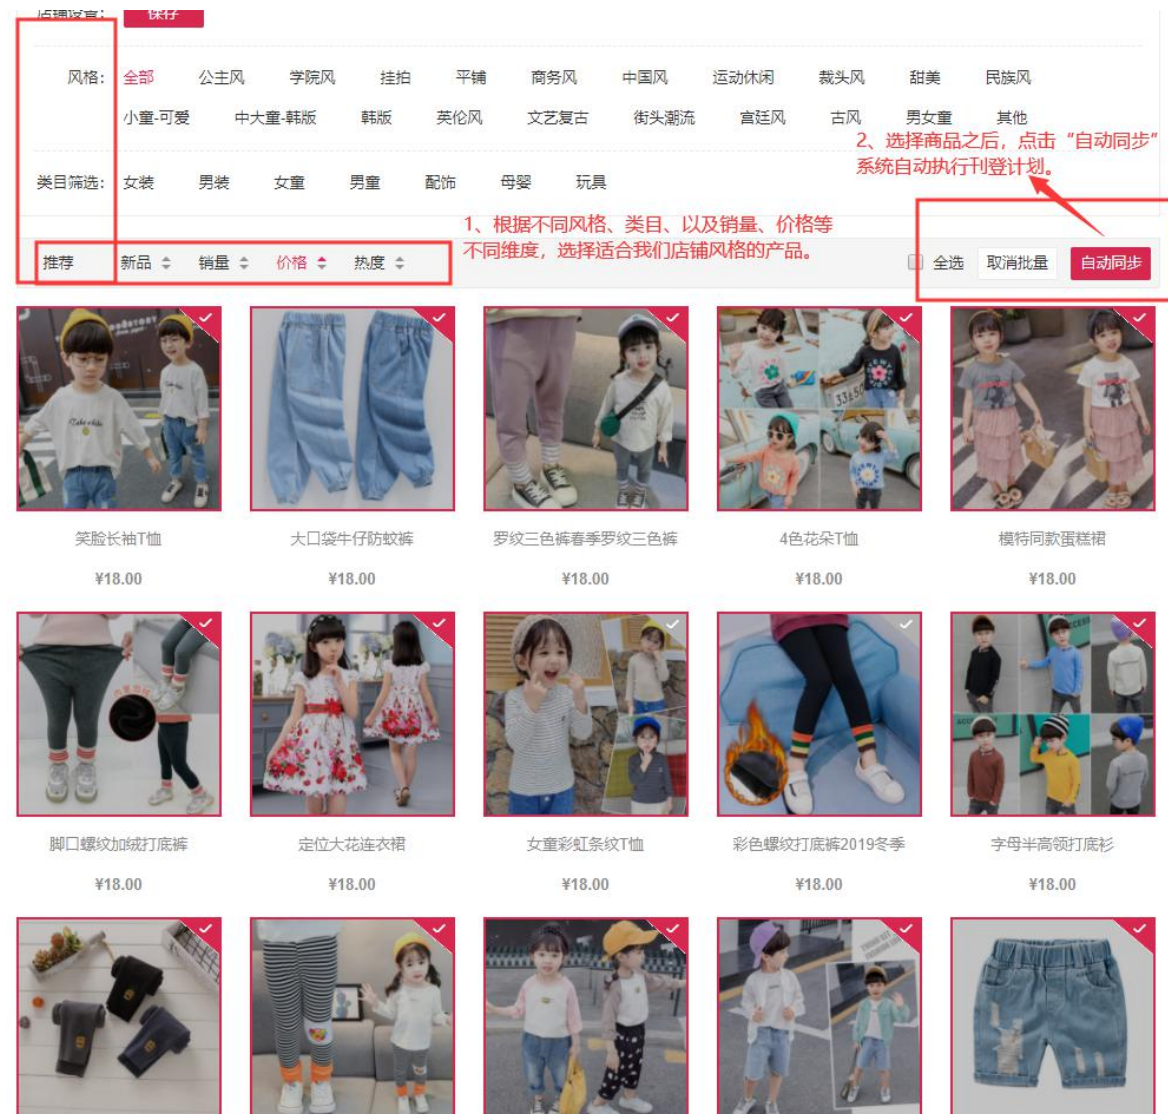 店铺设置： 保存
风格： 全部 公主风 学院风 挂拍 平铺 商务风 中国风 运动休闲 裁头风 甜美 民族风
小童-可爱 中大童-韩版 韩版 英伦风 文艺复古 街头潮流 宫廷风 古风 男女童 其他
2、选择商品之后，点击“自动同步”
系统自动执行刊登计划。
类目筛选： 女装 男装 女童 男童 配饰 母婴 玩具
1、根据不同风格、类目、以及销量、价格等
不同维度，选择适合我们店铺风格的产品。
推荐 新品 销量 价格 热度 全选 取消批量 自动同步
笑脸长袖T恤 大口袋牛仔防蚊裤 罗纹三色裤春季罗纹三色裤 4色花朵T恤 模特同款蛋糕裙
¥18.00 ¥18.00 ¥18.00 ¥18.00 ¥18.00
脚口螺纹加绒打底裤 定位大花连衣裙 女童彩虹条纹T恤 彩色螺纹打底裤2019冬季 字母半高领打底衫
¥18.00 ¥18.00 ¥18.00 ¥18.00 ¥18.00